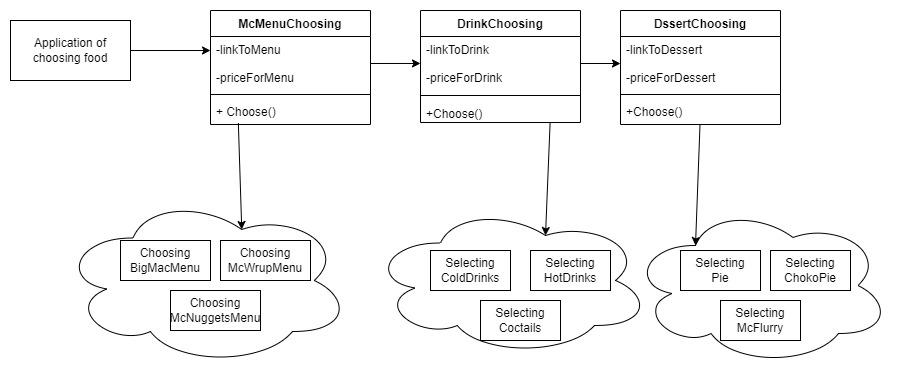 Application of
choosing food
McMenuChoosing
-linkToMenu
-priceForMenu
+ Choose()
DrinkChoosing
-linkToDrink
-priceForDrink
+Choose()
DssertChoosing
-linkToDessert
-priceForDessert
+Choose()
Choosing
BigMacMenu
Choosing
McWrupMenu
Choosing
McNuggetsMenu
Selecting
ColdDrinks
Selecting
HotDrinks
Selecting
Coctails
Selecting
Pie
Selecting
ChokoPie
Selecting
McFlurry